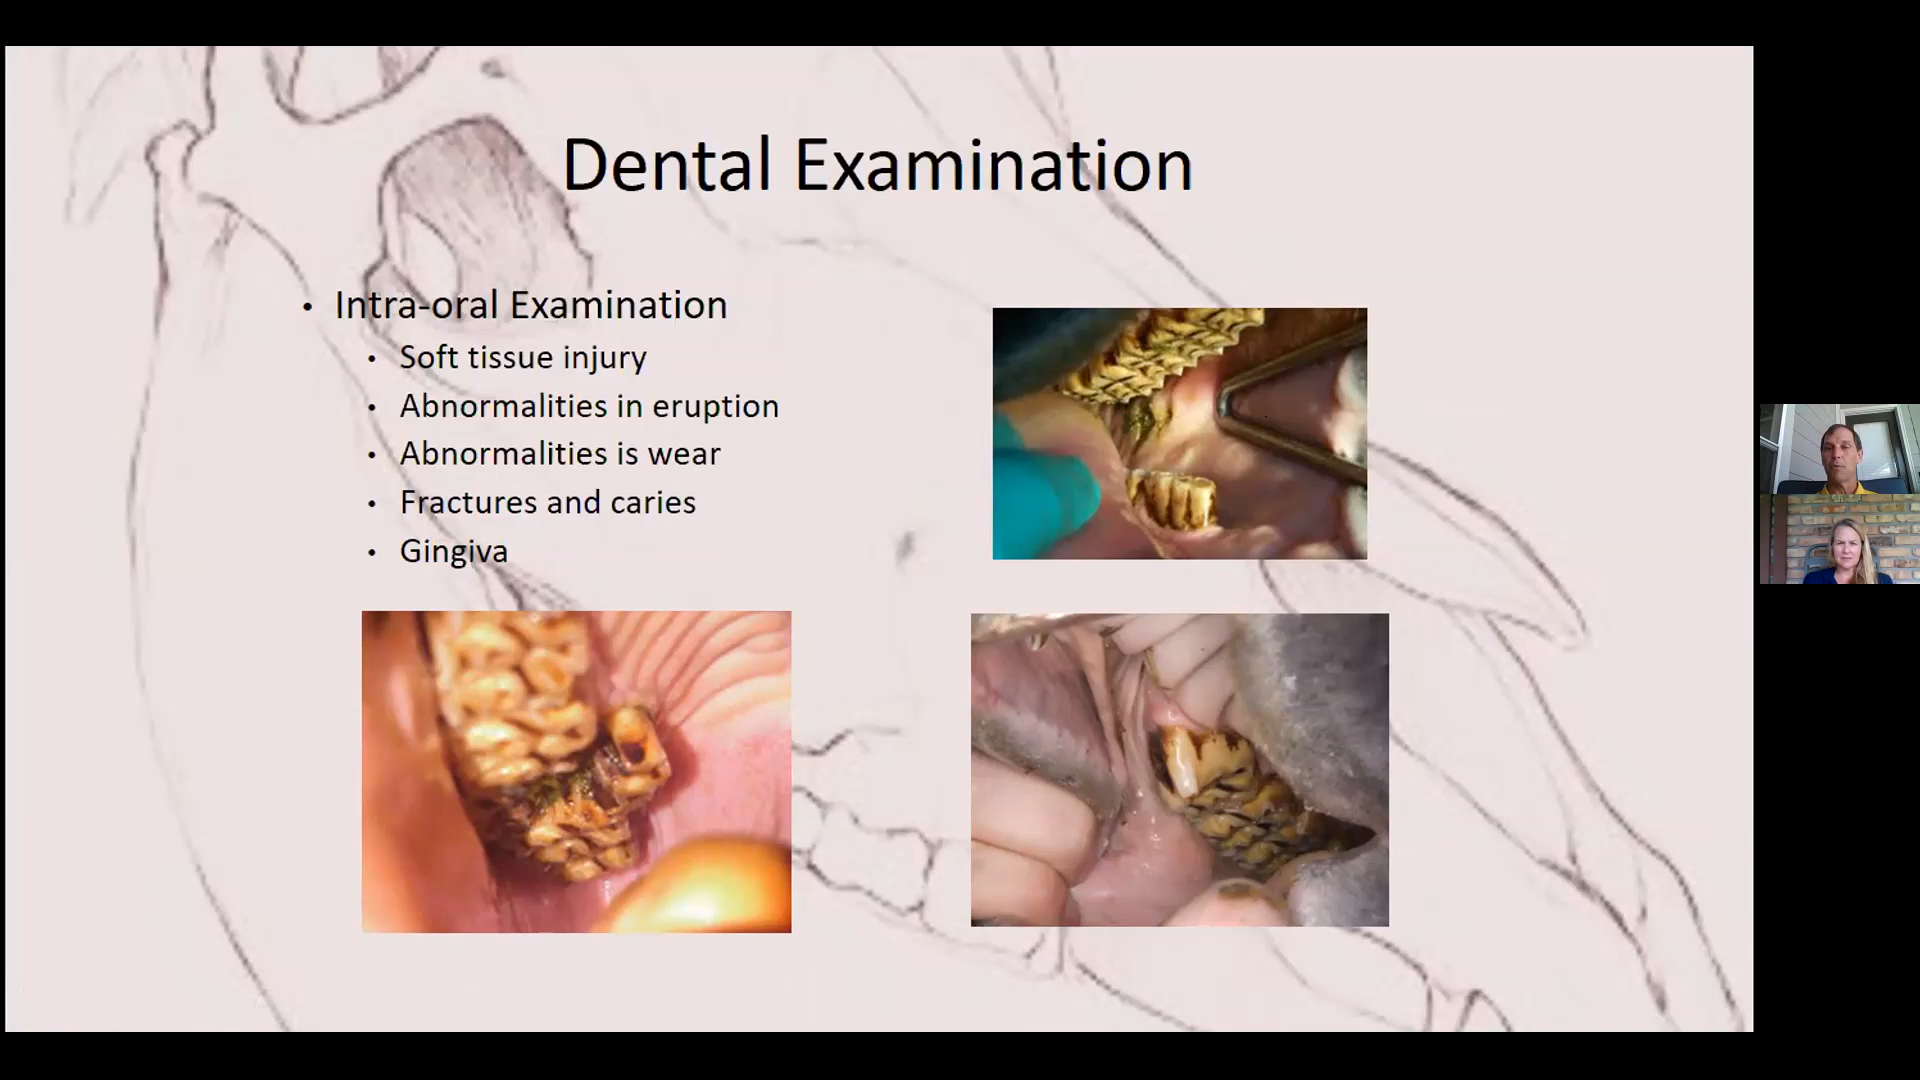 Dental Examination
• Intra-oral Examination
• Soft tissue injury
• Abnormalities in eruption
• Abnormalities is wear
• Fractures and caries
• Gingiva